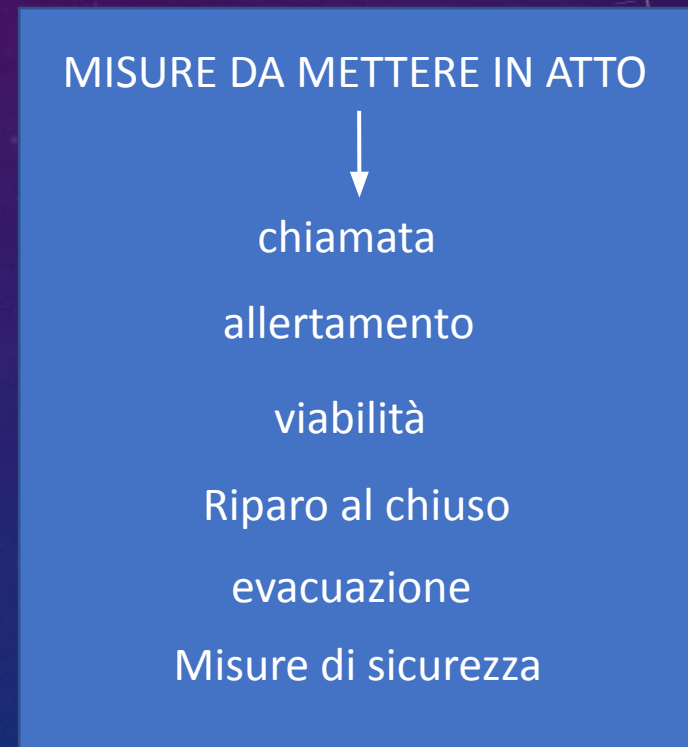 MISURE DA METTERE IN ATTO
chiamata
allertamento
viabilità
Riparo al chiuso
evacuazione
Misure di sicurezza